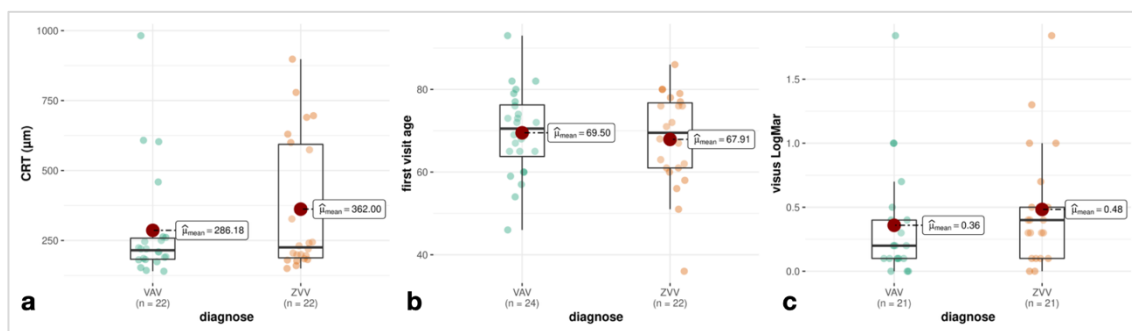 1000
750
500
250
CRT (µm)
μ̂mean = 286.18
μ̂mean = 362.00
VAV
(n = 22)
ZVV
(n = 22)
diagnose
a
80
60
40
first visit age
μ̂mean = 69.50
μ̂mean = 67.91
VAV
(n = 24)
ZVV
(n = 22)
diagnose
b
1.5
1.0
0.5
0.0
visus LogMar
μ̂mean = 0.36
μ̂mean = 0.48
VAV
(n = 21)
ZVV
(n = 21)
diagnose
c